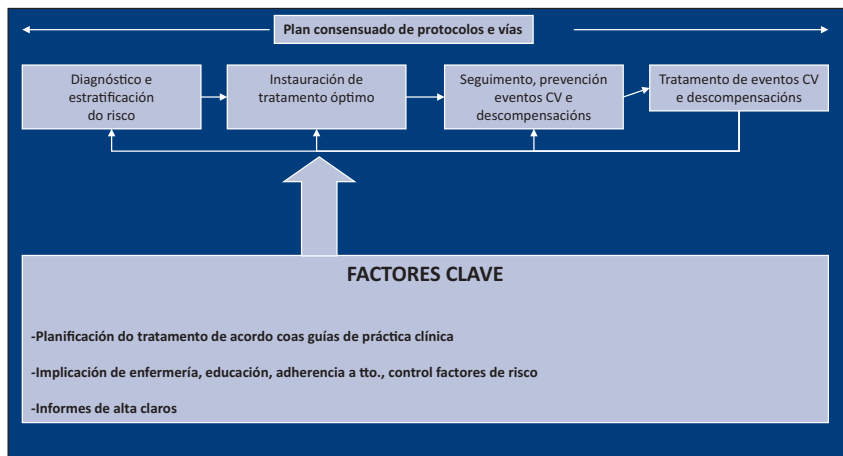 Plan consensuado de protocolos e vías
Diagnóstico e
estratificación
do risco
Instauración de
tratamento óptimo
Seguimento, prevención
eventos CV e
descompensacións
Tratamento de eventos CV
e descompensacións
FACTORES CLAVE
-Planificación do tratamento de acordo coas guías de práctica clínica
-Implicación de enfermería, educación, adherencia a tto., control factores de risco
-Informes de alta claros